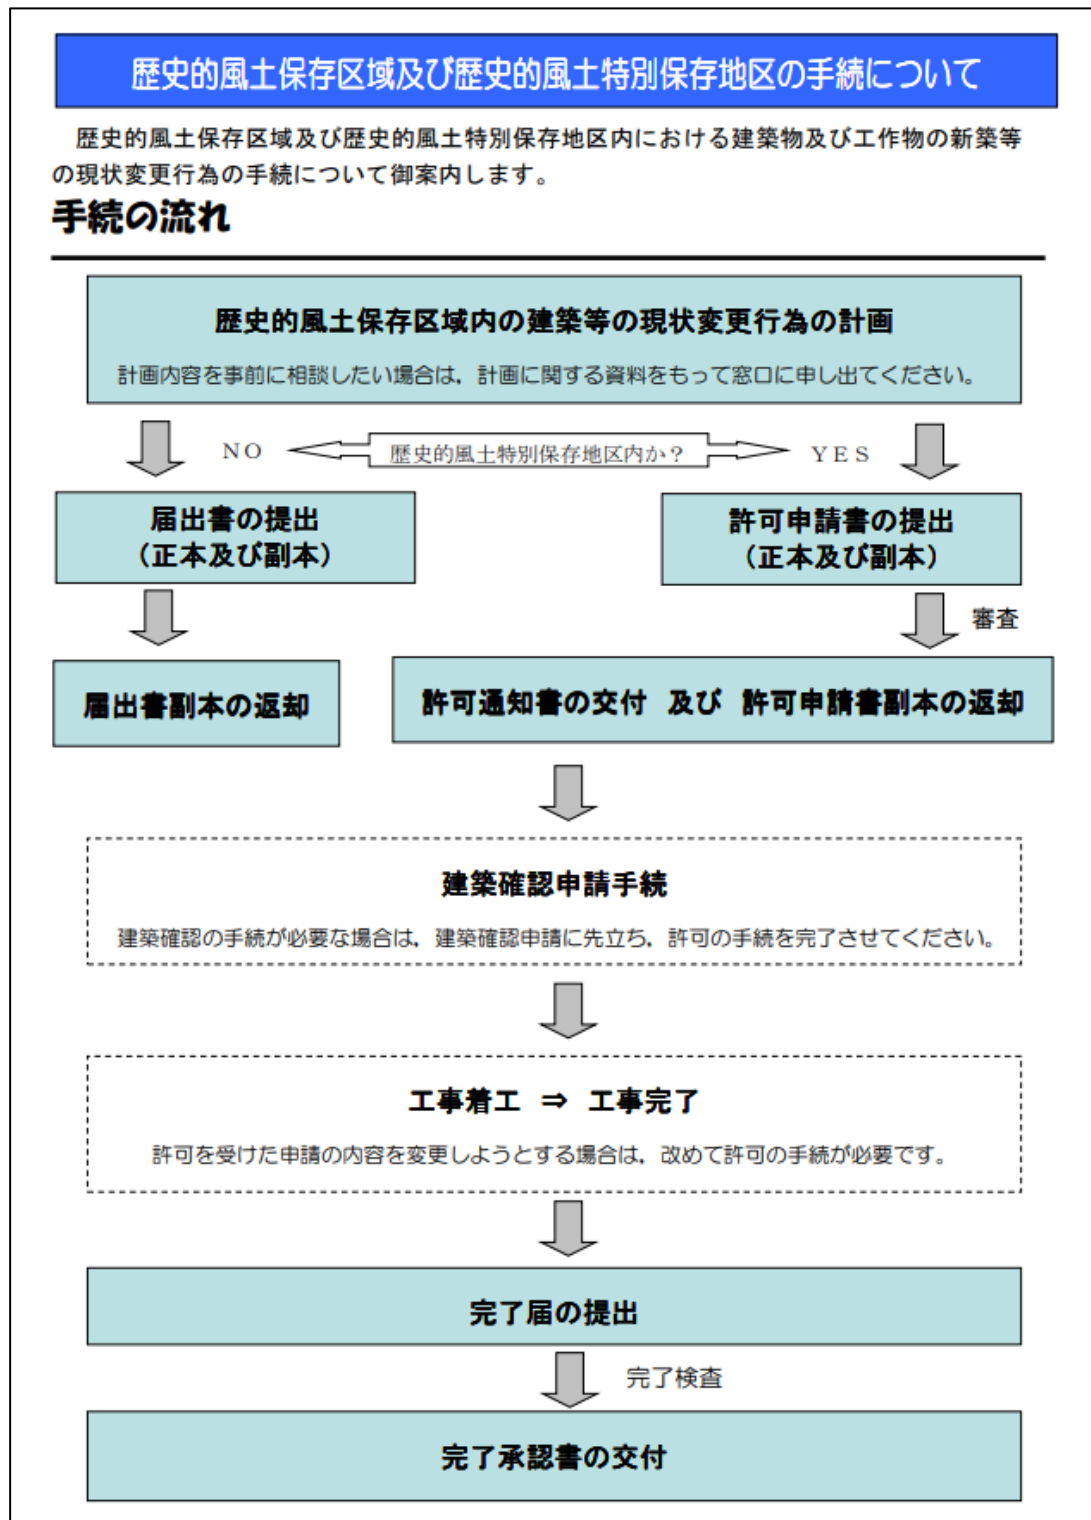 歴史的風土保存区域及び歴史的風土特別保存地区の手続について
歴史的風土保存区域及び歴史的風土特別保存地区内における建築物及び工作物の新築等
の現状変更行為の手続について御案内します。
手続の流れ
歴史的風土保存区域内の建築等の現状変更行為の計画
計画内容を事前に相談したい場合は，計画に関する資料をもって窓口に申し出てください。
NO
歴史的風土特別保存地区内か？
YES
届出書の提出
（正本及び副本）
許可申請書の提出
（正本及び副本）
審査
届出書副本の返却
許可通知書の交付 及び 許可申請書副本の返却
建築確認申請手続
建築確認の手続が必要な場合は，建築確認申請に先立ち，許可の手続を完了させてください。
工事着工 ⇒ 工事完了
許可を受けた申請の内容を変更しようとする場合は，改めて許可の手続が必要です。
完了届の提出
完了検査
完了承認書の交付